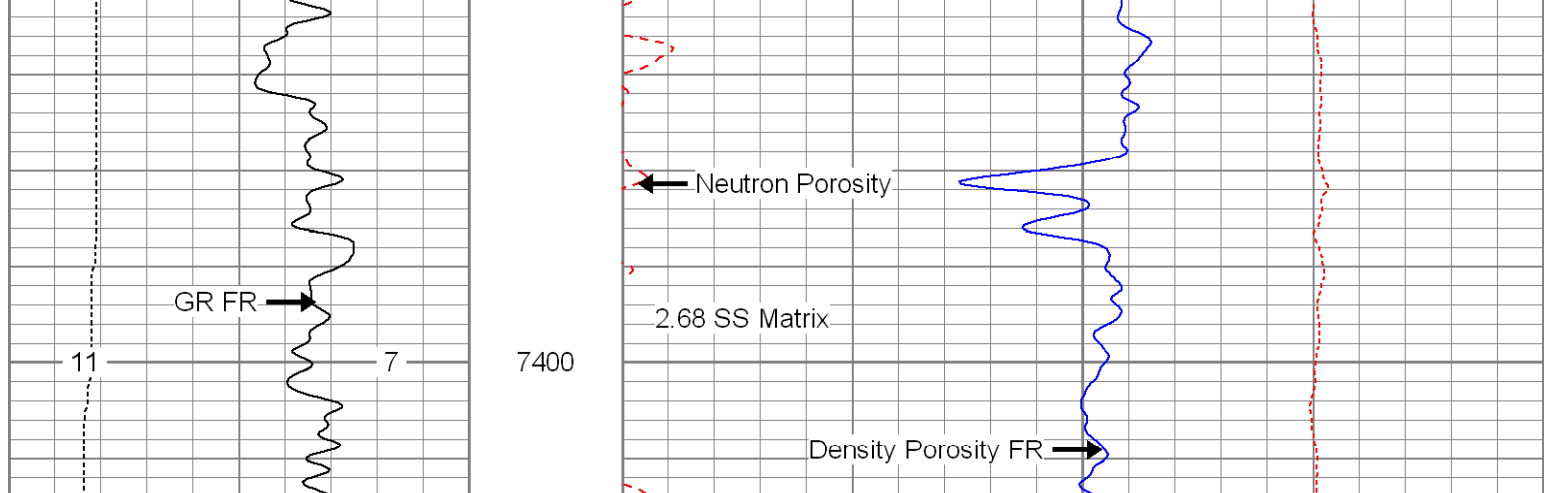 Neutron Porosity
GR FR
2.68 SS Matrix
11
7
7400
Density Porosity FR